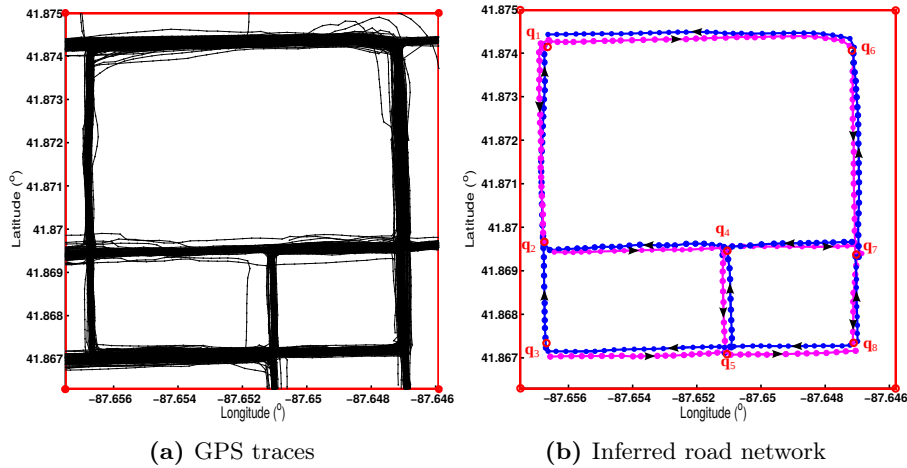 41.875
41.874
41.873
41.872
41.871
41.87
41.869
41.868
41.867
Latitude (°)
−87.656 −87.654 −87.652 −87.65 −87.648 −87.646
Longitude (°)
(a) GPS traces
41.875
41.874
41.873
41.872
41.871
41.87
41.869
41.868
41.867
Latitude (°)
q1
q6
q2
q4
q7
q3
q5
q8
−87.656 −87.654 −87.652 −87.65 −87.648 −87.646
Longitude (°)
(b) Inferred road network